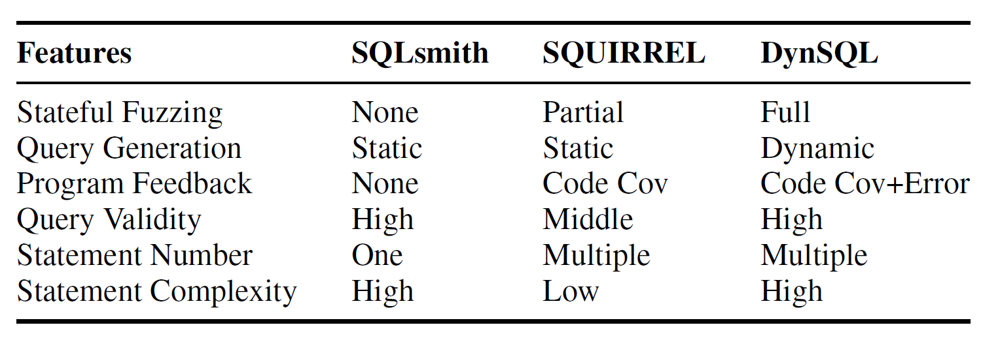 Features SQLsmith SQUIRREL DynSQL
Stateful Fuzzing None Partial Full
Query Generation Static Static Dynamic
Program Feedback None Code Cov Code Cov+Error
Query Validity High Middle High
Statement Number One Multiple Multiple
Statement Complexity High Low High